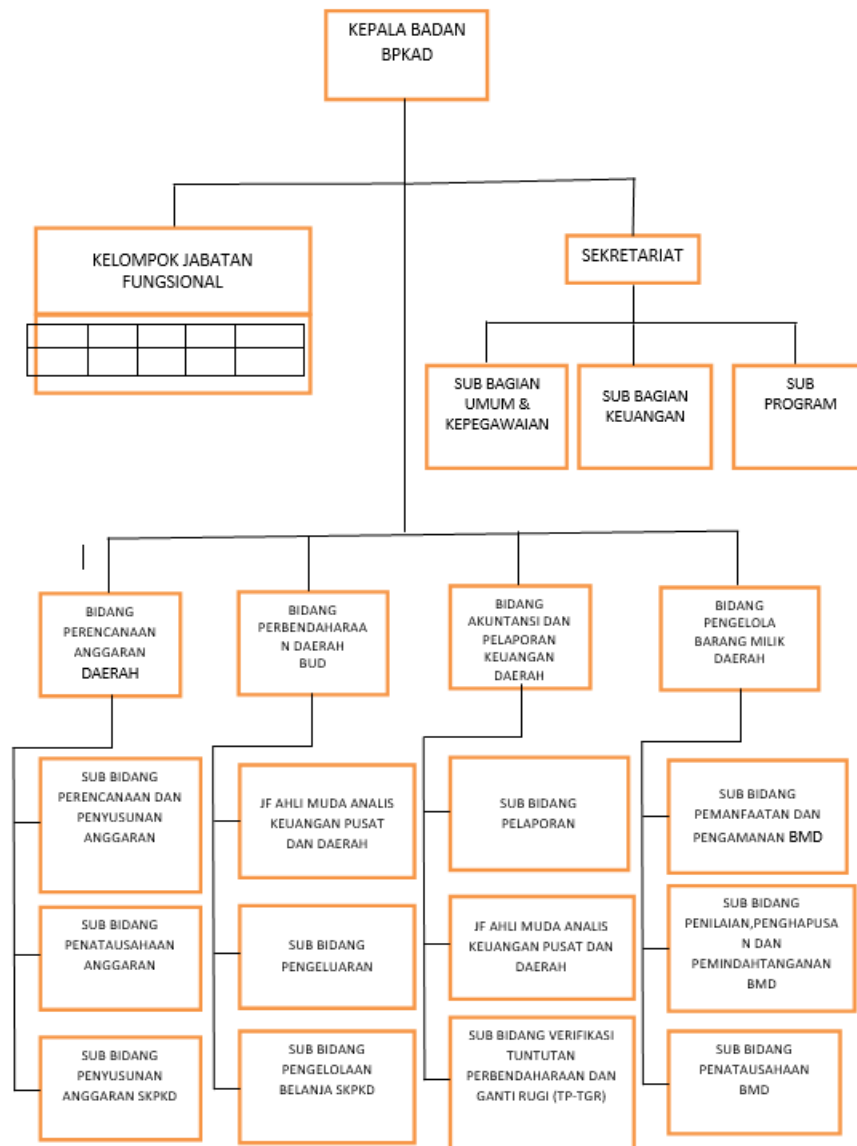 KEPALA BADAN
BPKAD
KELOMPOK JABATAN
FUNGSIONAL
SEKRETARIAT
SUB BAGIAN
UMUM &
KEPEGAWAIAN
SUB BAGIAN
KEUANGAN
SUB
PROGRAM
BIDANG
PERENCANAAN
ANGGARAN
DAERAH
BIDANG
PERBENDAHARAA
N DAERAH
BUD
BIDANG
AKUNTANSI DAN
PELAPORAN
KEUANGAN
DAERAH
BIDANG
PENGELOLA
BARANG MILIK
DAERAH
SUB BIDANG
PERENCANAAN DAN
PENYUSUNAN
ANGGARAN
JF AHLI MUDA ANALIS
KEUANGAN PUSAT
DAN DAERAH
SUB BIDANG
PELAPORAN
SUB BIDANG
PEMANFAATAN DAN
PENGAMANAN BMD
SUB BIDANG
PENATAUSAHAAN
ANGGARAN
SUB BIDANG
PENGELUARAN
JF AHLI MUDA ANALIS
KEUANGAN PUSAT DAN
DAERAH
SUB BIDANG
PENILAIAN,PENGHAPUSA
N DAN
PEMINDAHTANGANAN
BMD
SUB BIDANG
PENYUSUNAN
ANGGARAN SKPKD
SUB BIDANG
PENGELOLAAN
BELANJA SKPKD
SUB BIDANG VERIFIKASI
TUNTUTAN
PERBENDAHARAAN DAN
GANTI RUGI (TP-TGR)
SUB BIDANG
PENATAUSAHAAN
BMD